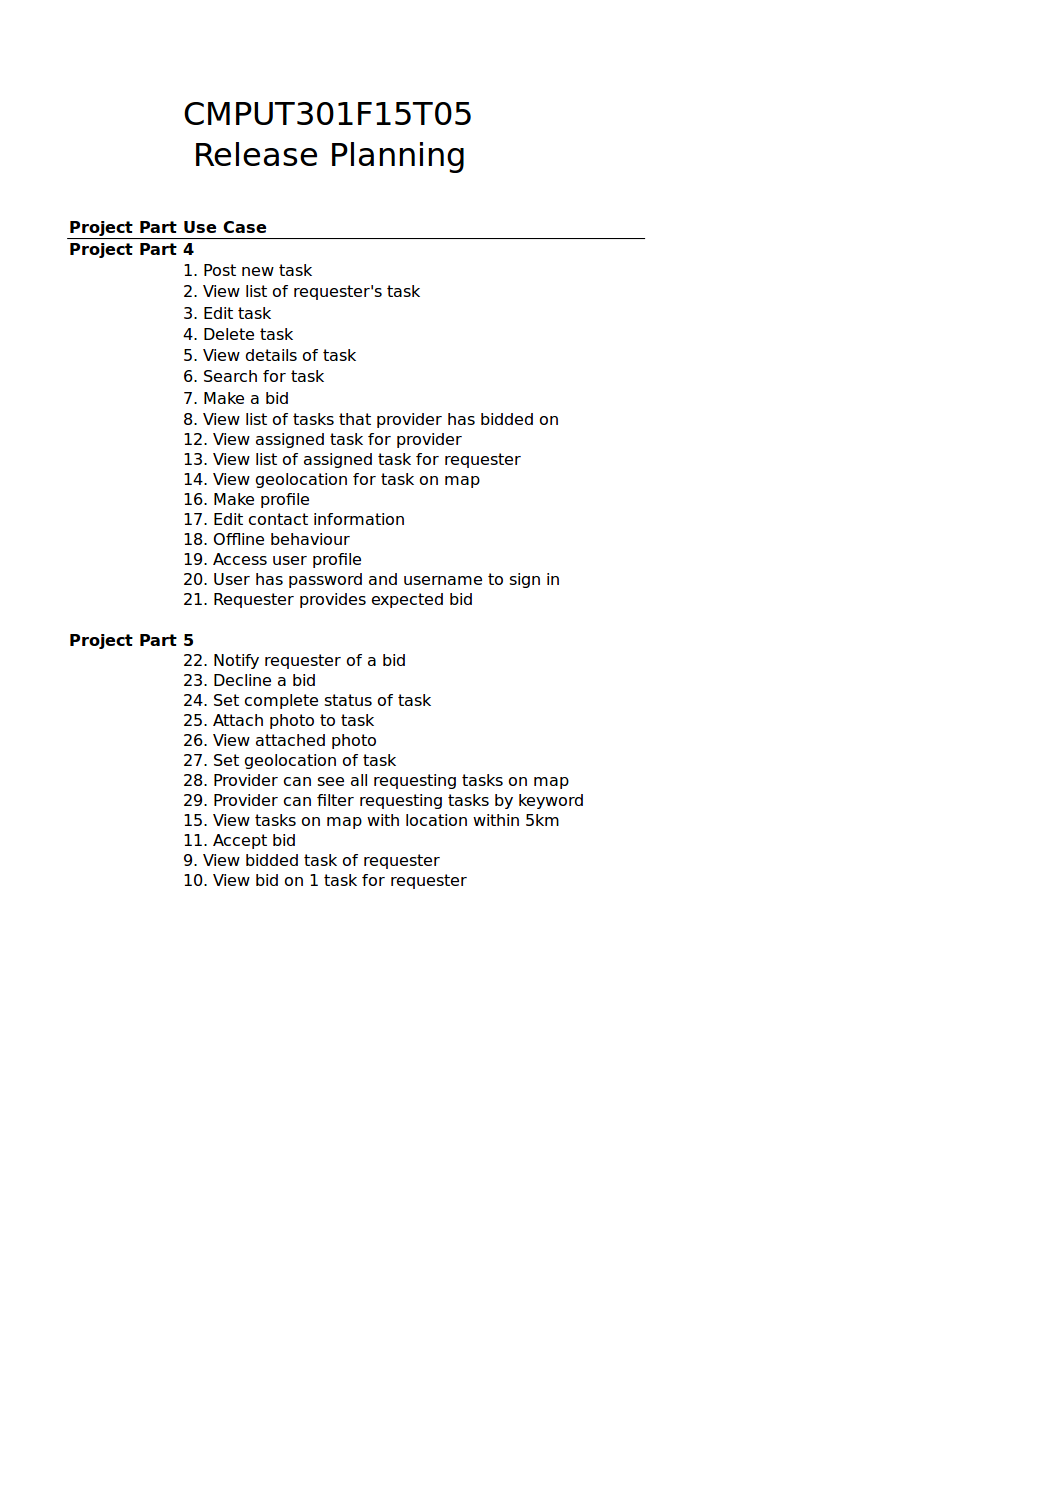 CMPUT301F15T05
Release Planning
Project Part Use Case
Project Part 4
1. Post new task
2. View list of requester's task
3. Edit task
4. Delete task
5. View details of task
6. Search for task
7. Make a bid
8. View list of tasks that provider has bidded on
12. View assigned task for provider
13. View list of assigned task for requester
14. View geolocation for task on map
16. Make profile
17. Edit contact information
18. Offline behaviour
19. Access user profile
20. User has password and username to sign in
21. Requester provides expected bid
Project Part 5
22. Notify requester of a bid
23. Decline a bid
24. Set complete status of task
25. Attach photo to task
26. View attached photo
27. Set geolocation of task
28. Provider can see all requesting tasks on map
29. Provider can filter requesting tasks by keyword
15. View tasks on map with location within 5km
11. Accept bid
9. View bidded task of requester
10. View bid on 1 task for requester